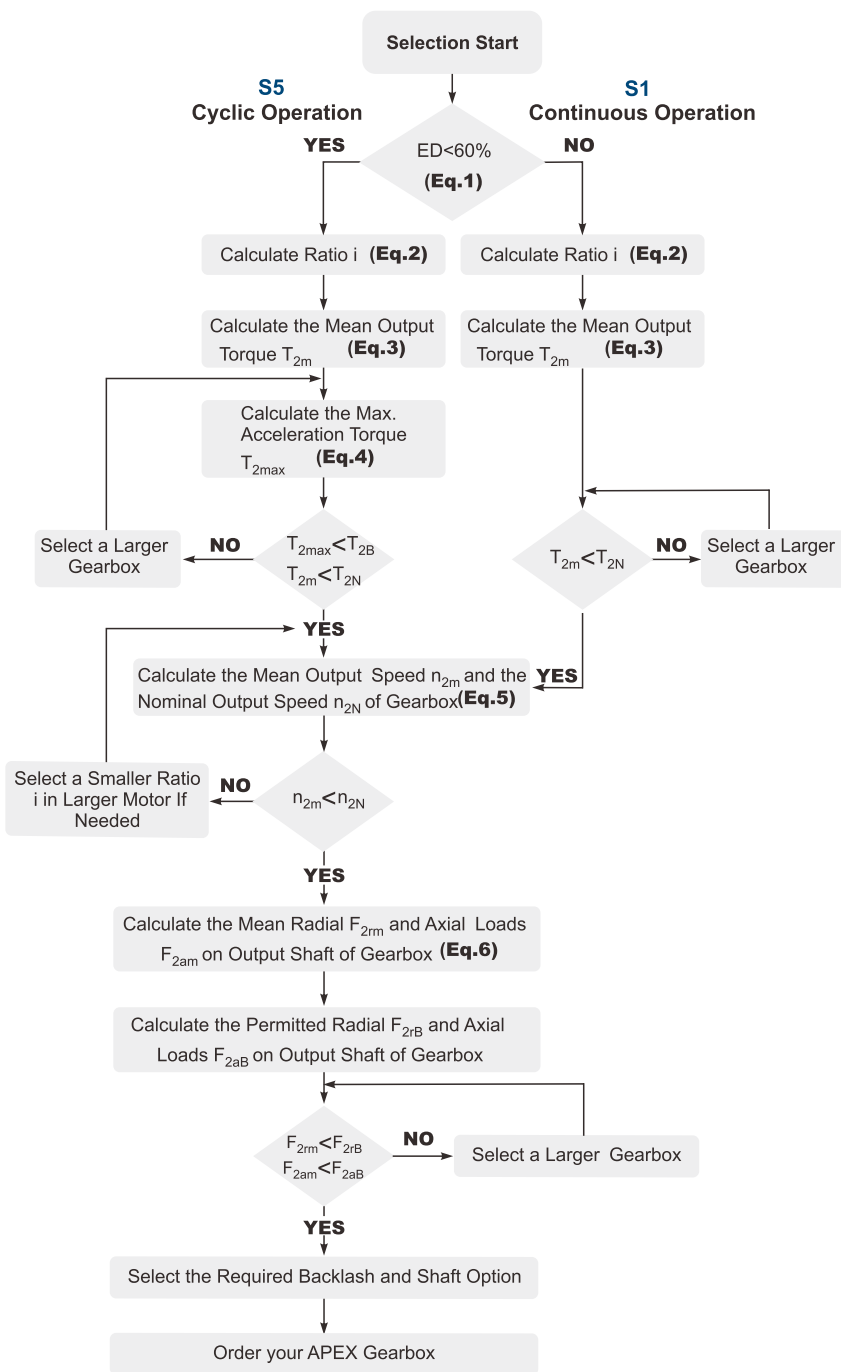 Selection Start
S5
Cyclic Operation
S1
Continuous Operation
YES
ED<60%
(Eq.1)
NO
Calculate Ratio i (Eq.2)
Calculate Ratio i (Eq.2)
Calculate the Mean Output
Torque T2m (Eq.3)
Calculate the Mean Output
Torque T2m (Eq.3)
Calculate the Max.
Acceleration Torque
T2max (Eq.4)
Select a Larger
Gearbox
NO
T2max<T2B
T2m<T2N
T2m<T2N
NO
Select a Larger
Gearbox
YES
Calculate the Mean Output Speed n2m and the
Nominal Output Speed n2N of Gearbox(Eq.5)
YES
Select a Smaller Ratio
i in Larger Motor If
Needed
NO
n2m<n2N
YES
Calculate the Mean Radial F2rm and Axial Loads
F2am on Output Shaft of Gearbox (Eq.6)
Calculate the Permitted Radial F2rB and Axial
Loads F2aB on Output Shaft of Gearbox
F2rm<F2rB
F2am<F2aB
NO
Select a Larger Gearbox
YES
Select the Required Backlash and Shaft Option
Order your APEX Gearbox